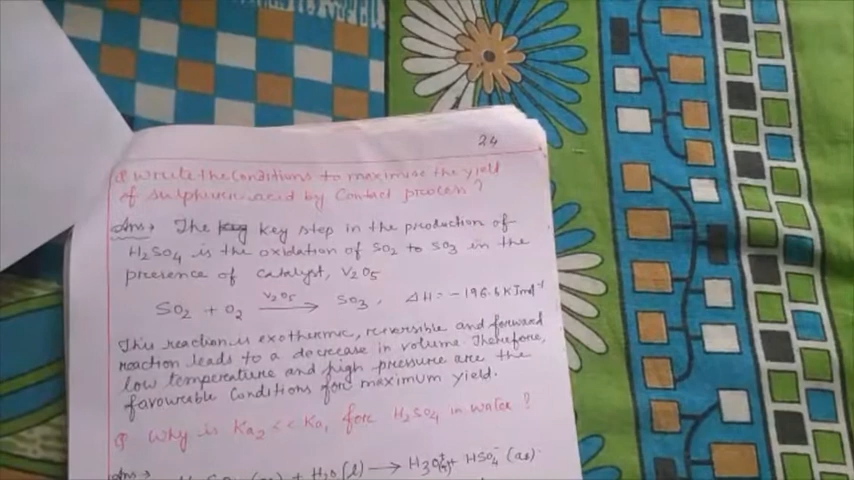 24
Q Write the Conditions to maximise the yield
of sulphuric acid by Contact process?
Ans→ The key step in the production of
H₂SO₄ is the oxidation of SO₂ to SO₃ in the
presence of catalyst, V₂O₅
SO₂ + O₂ —V₂O₅→ SO₃, ΔH = -196.6 KJmol⁻¹
This reaction is exothermic, reversible and forward
reaction leads to a decrease in volume. Therefore,
low temperature and high pressure are the
favourable Conditions for maximum yield.
Q Why is Ka₂ << Ka, for H₂SO₄ in water?
Ans→ + H₂O(l) → H₃O⁺ + HSO₄⁻ (aq)